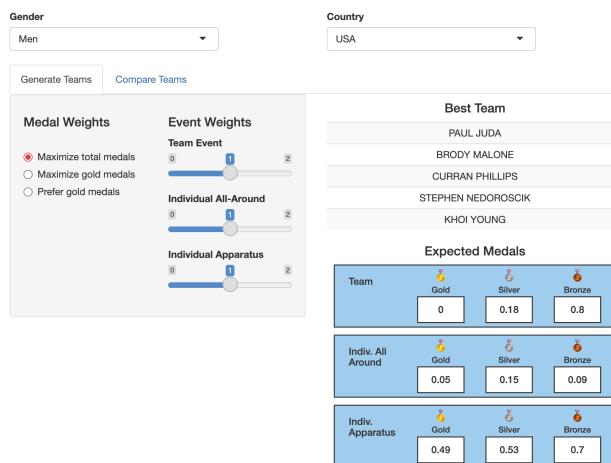 Gender
Men
Country
USA
Generate Teams
Compare Teams
Medal Weights
Maximize total medals
Maximize gold medals
Prefer gold medals
Event Weights
Team Event
0 1 2
Individual All-Around
0 1 2
Individual Apparatus
0 1 2
Best Team
PAUL JUDA
BRODY MALONE
CURRAN PHILLIPS
STEPHEN NEDOROSCIK
KHOI YOUNG
Expected Medals
Team
Gold Silver Bronze
0 0.18 0.8
Indiv. All
Around
Gold Silver Bronze
0.05 0.15 0.09
Indiv.
Apparatus
Gold Silver Bronze
0.49 0.53 0.7